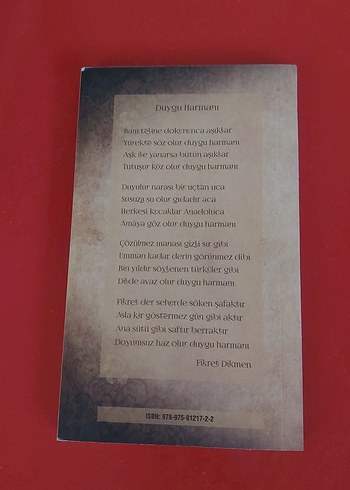 Duygu Harmanı
Bam teline dokununca aşıklar
Yürekte söz olur duygu harmanı
Aşk ile yanarsa bütün aşıklar
Tutuşur köz olur duygu harmanı
Duyulur narası bir uçtan uca
Susuza su olur gıdadır aca
Herkesi kucaklar Anadoluca
Amâya göz olur duygu harmanı
Çözülmez manası gizli sır gibi
Umman kadar derin görünmez dibi
Bin yıldır söylenen türküler gibi
Dilde avaz olur duygu harmanı
Fikret der seherde söken şafaktır
Asla kir göstermez gün gibi aktır
Ana sütü gibi saftır berraktır
Doyumsuz haz olur duygu harmanı
Fikret Dikmen
ISBN: 978-975-01217-2-2